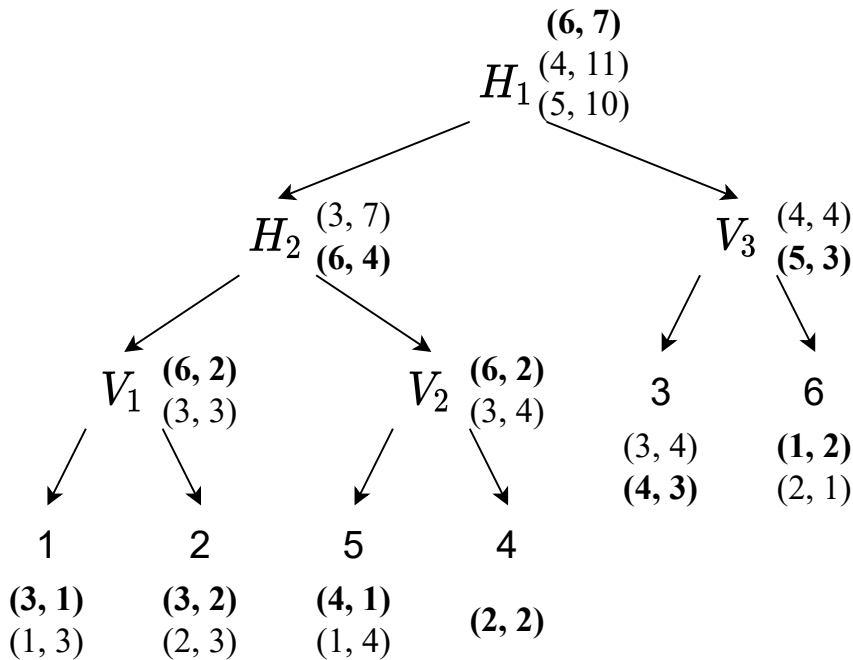 (6, 7)
H₁ (4, 11)
(5, 10)
H₂ (3, 7)
(6, 4)
V₃ (4, 4)
(5, 3)
V₁ (6, 2)
(3, 3)
V₂ (6, 2)
(3, 4)
3 6
(3, 4) (1, 2)
(4, 3) (2, 1)
1 2 5 4
(3, 1) (3, 2) (4, 1) (2, 2)
(1, 3) (2, 3) (1, 4)